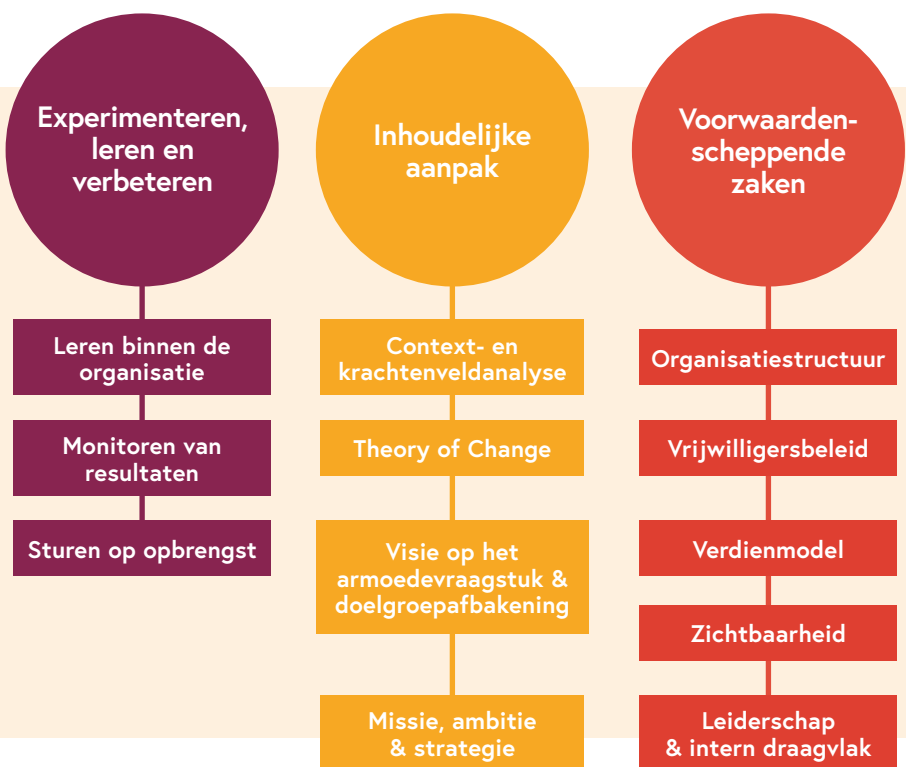 Experimenteren,
leren en
verbeteren
Leren binnen de
organisatie
Monitoren van
resultaten
Sturen op opbrengst
Inhoudelijke
aanpak
Context- en
krachtenveldanalyse
Theory of Change
Visie op het
armoedevraagstuk &
doelgroepafbakening
Missie, ambitie
& strategie
Voorwaarden-
scheppende
zaken
Organisatiestructuur
Vrijwilligersbeleid
Verdienmodel
Zichtbaarheid
Leiderschap
& intern draagvlak